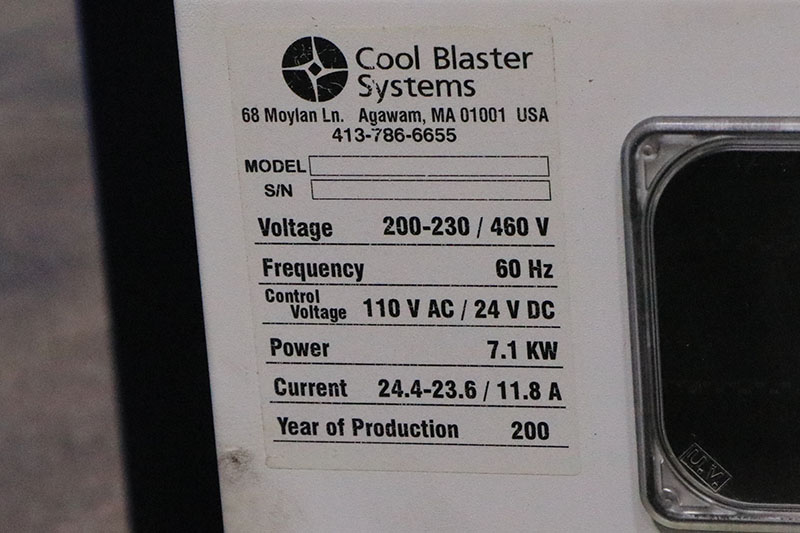 Cool Blaster
Systems
68 Moylan Ln. Agawam, MA 01001 USA
413-786-6655
MODEL
S/N
Voltage 200-230 / 460 V
Frequency 60 Hz
Control
Voltage 110 V AC / 24 V DC
Power 7.1 KW
Current 24.4-23.6 / 11.8 A
Year of Production 200